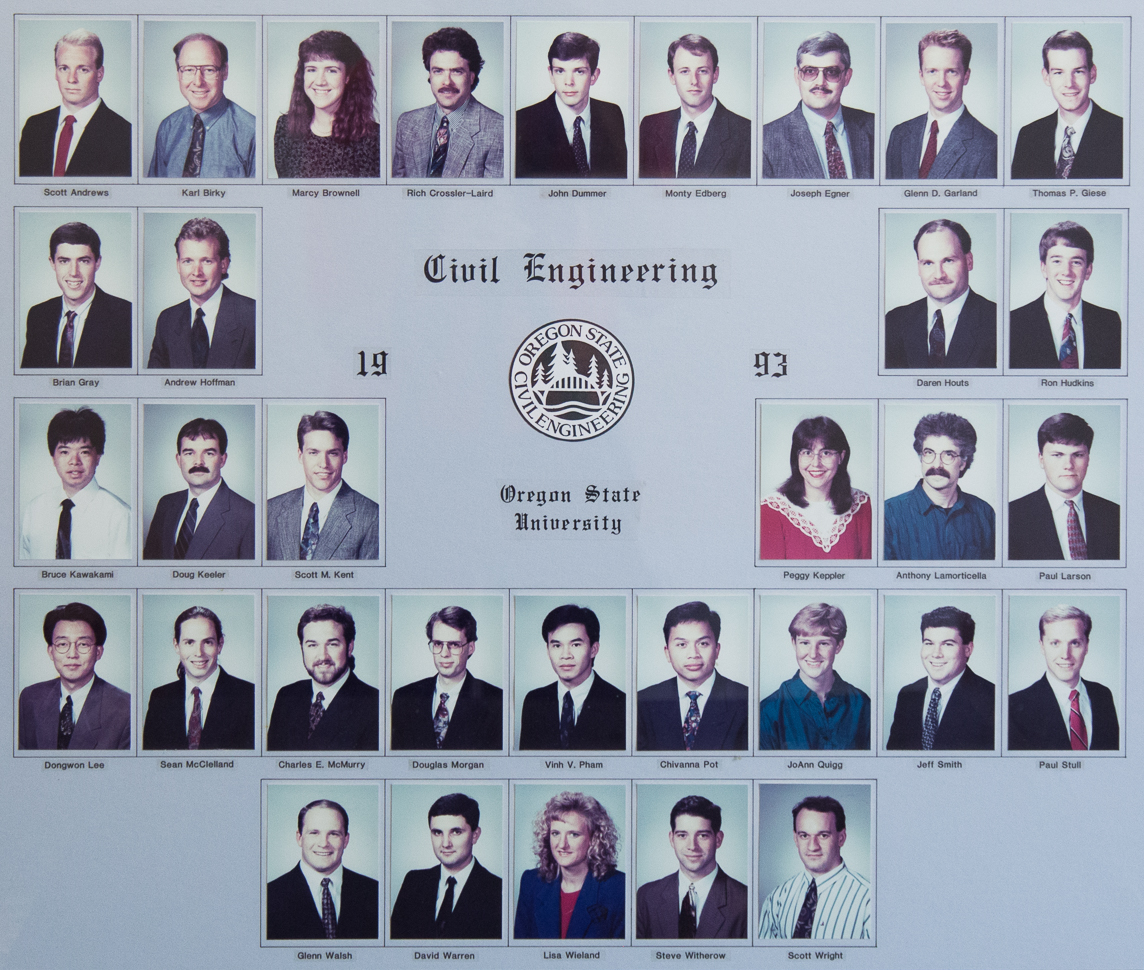 Scott Andrews
Karl Birky
Marcy Brownell
Rich Crossler-Laird
John Dummer
Monty Edberg
Joseph Egner
Glenn D. Garland
Thomas P. Giese
Civil Engineering
OREGON STATE
CIVIL ENGINEERING
19 93
Brian Gray
Andrew Hoffman
Daren Houts
Ron Hudkins
Oregon State
University
Bruce Kawakami
Doug Keeler
Scott M. Kent
Peggy Keppler
Anthony Lamorticella
Paul Larson
Dongwon Lee
Sean McClelland
Charles E. McMurry
Douglas Morgan
Vinh V. Pham
Chivanna Pot
JoAnn Quigg
Jeff Smith
Paul Stull
Glenn Walsh
David Warren
Lisa Wieland
Steve Witherow
Scott Wright